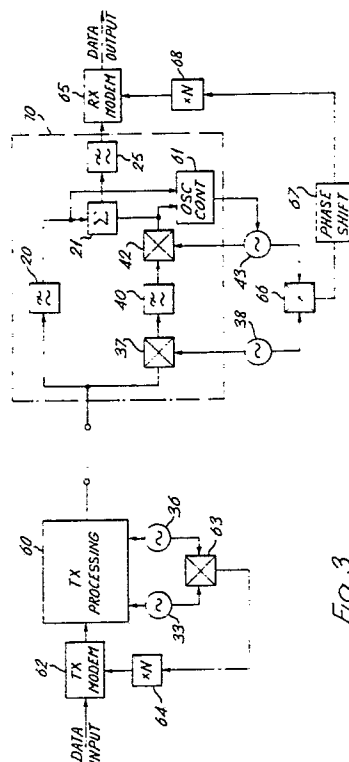 DATA INPUT
62
TX MODEM
60
TX PROCESSING
33
36
63
64
×N
20
37
38
40
42
43
21
Σ
25
61
OSC CONT
10
65
RX MODEM
DATA OUTPUT
66
67
PHASE SHIFT
68
×N
FIG.3